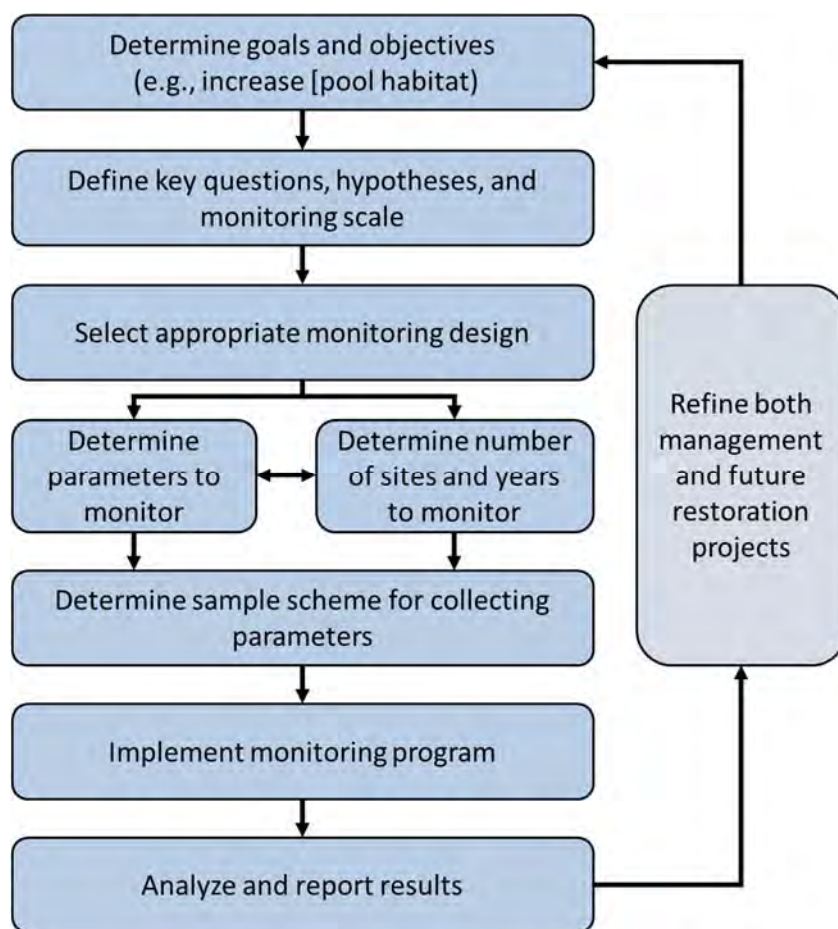 Determine goals and objectives
(e.g., increase [pool habitat)
Define key questions, hypotheses, and
monitoring scale
Select appropriate monitoring design
Determine
parameters to
monitor
Determine number
of sites and years
to monitor
Determine sample scheme for collecting
parameters
Implement monitoring program
Analyze and report results
Refine both
management
and future
restoration
projects